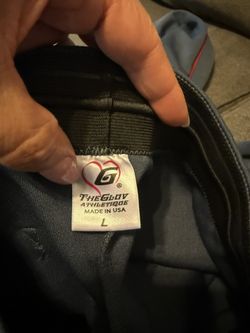 G®
THEGLOV
ATHLETIQUE
MADE IN USA
L